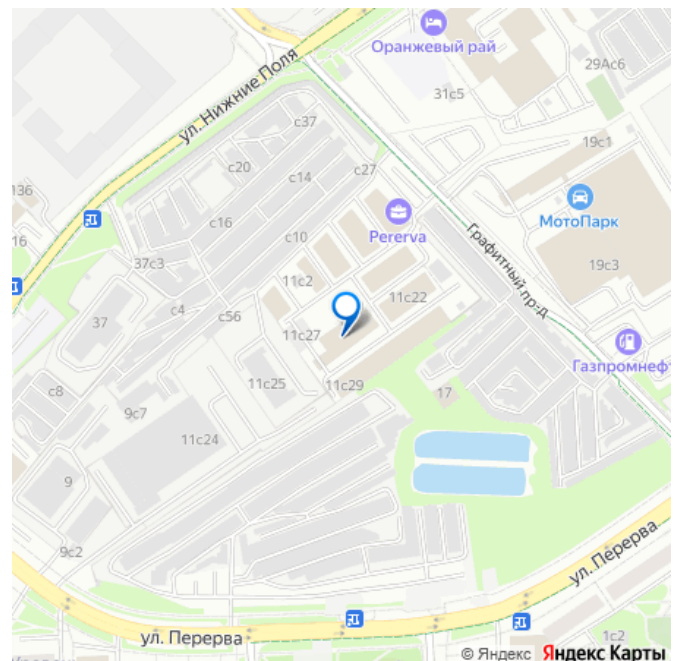 Оранжевый рай
29Ас6
31с5
ул. Нижние Поля
с37
19с1
с20
с14
с27
136
МотоПарк
16
с16
с10
Pererva
Графитный пр-д
37с3
19с3
11с2
11с22
с4
с56
37
11с27
Газпромнефт
11с25
11с29
с8
17
9с7
11с24
9
ул. Перерва
9с2
ул. Перерва
1с2
© Яндекс Яндекс Карты